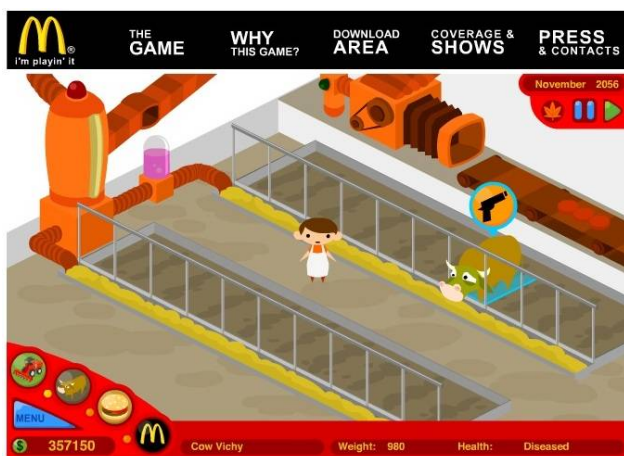 THE
GAME
WHY
THIS GAME?
DOWNLOAD
AREA
COVERAGE &
SHOWS
PRESS
& CONTACTS
M®
i'm playin' it
November 2056
MENU
$ 357150
Cow Vichy Weight: 980 Health: Diseased